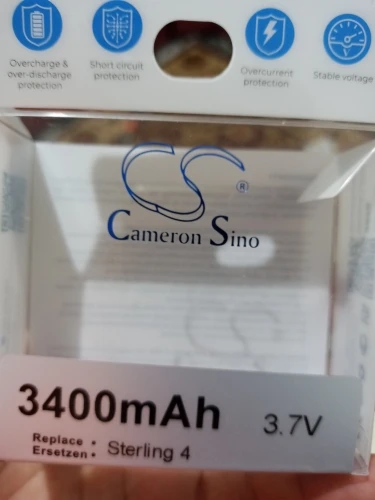 Overcharge &
over-discharge
protection
Short circuit
protection
Overcurrent
protection
Stable voltage
CS ®
Cameron Sino
3400mAh 3.7V
Replace •
Ersetzen • Sterling 4